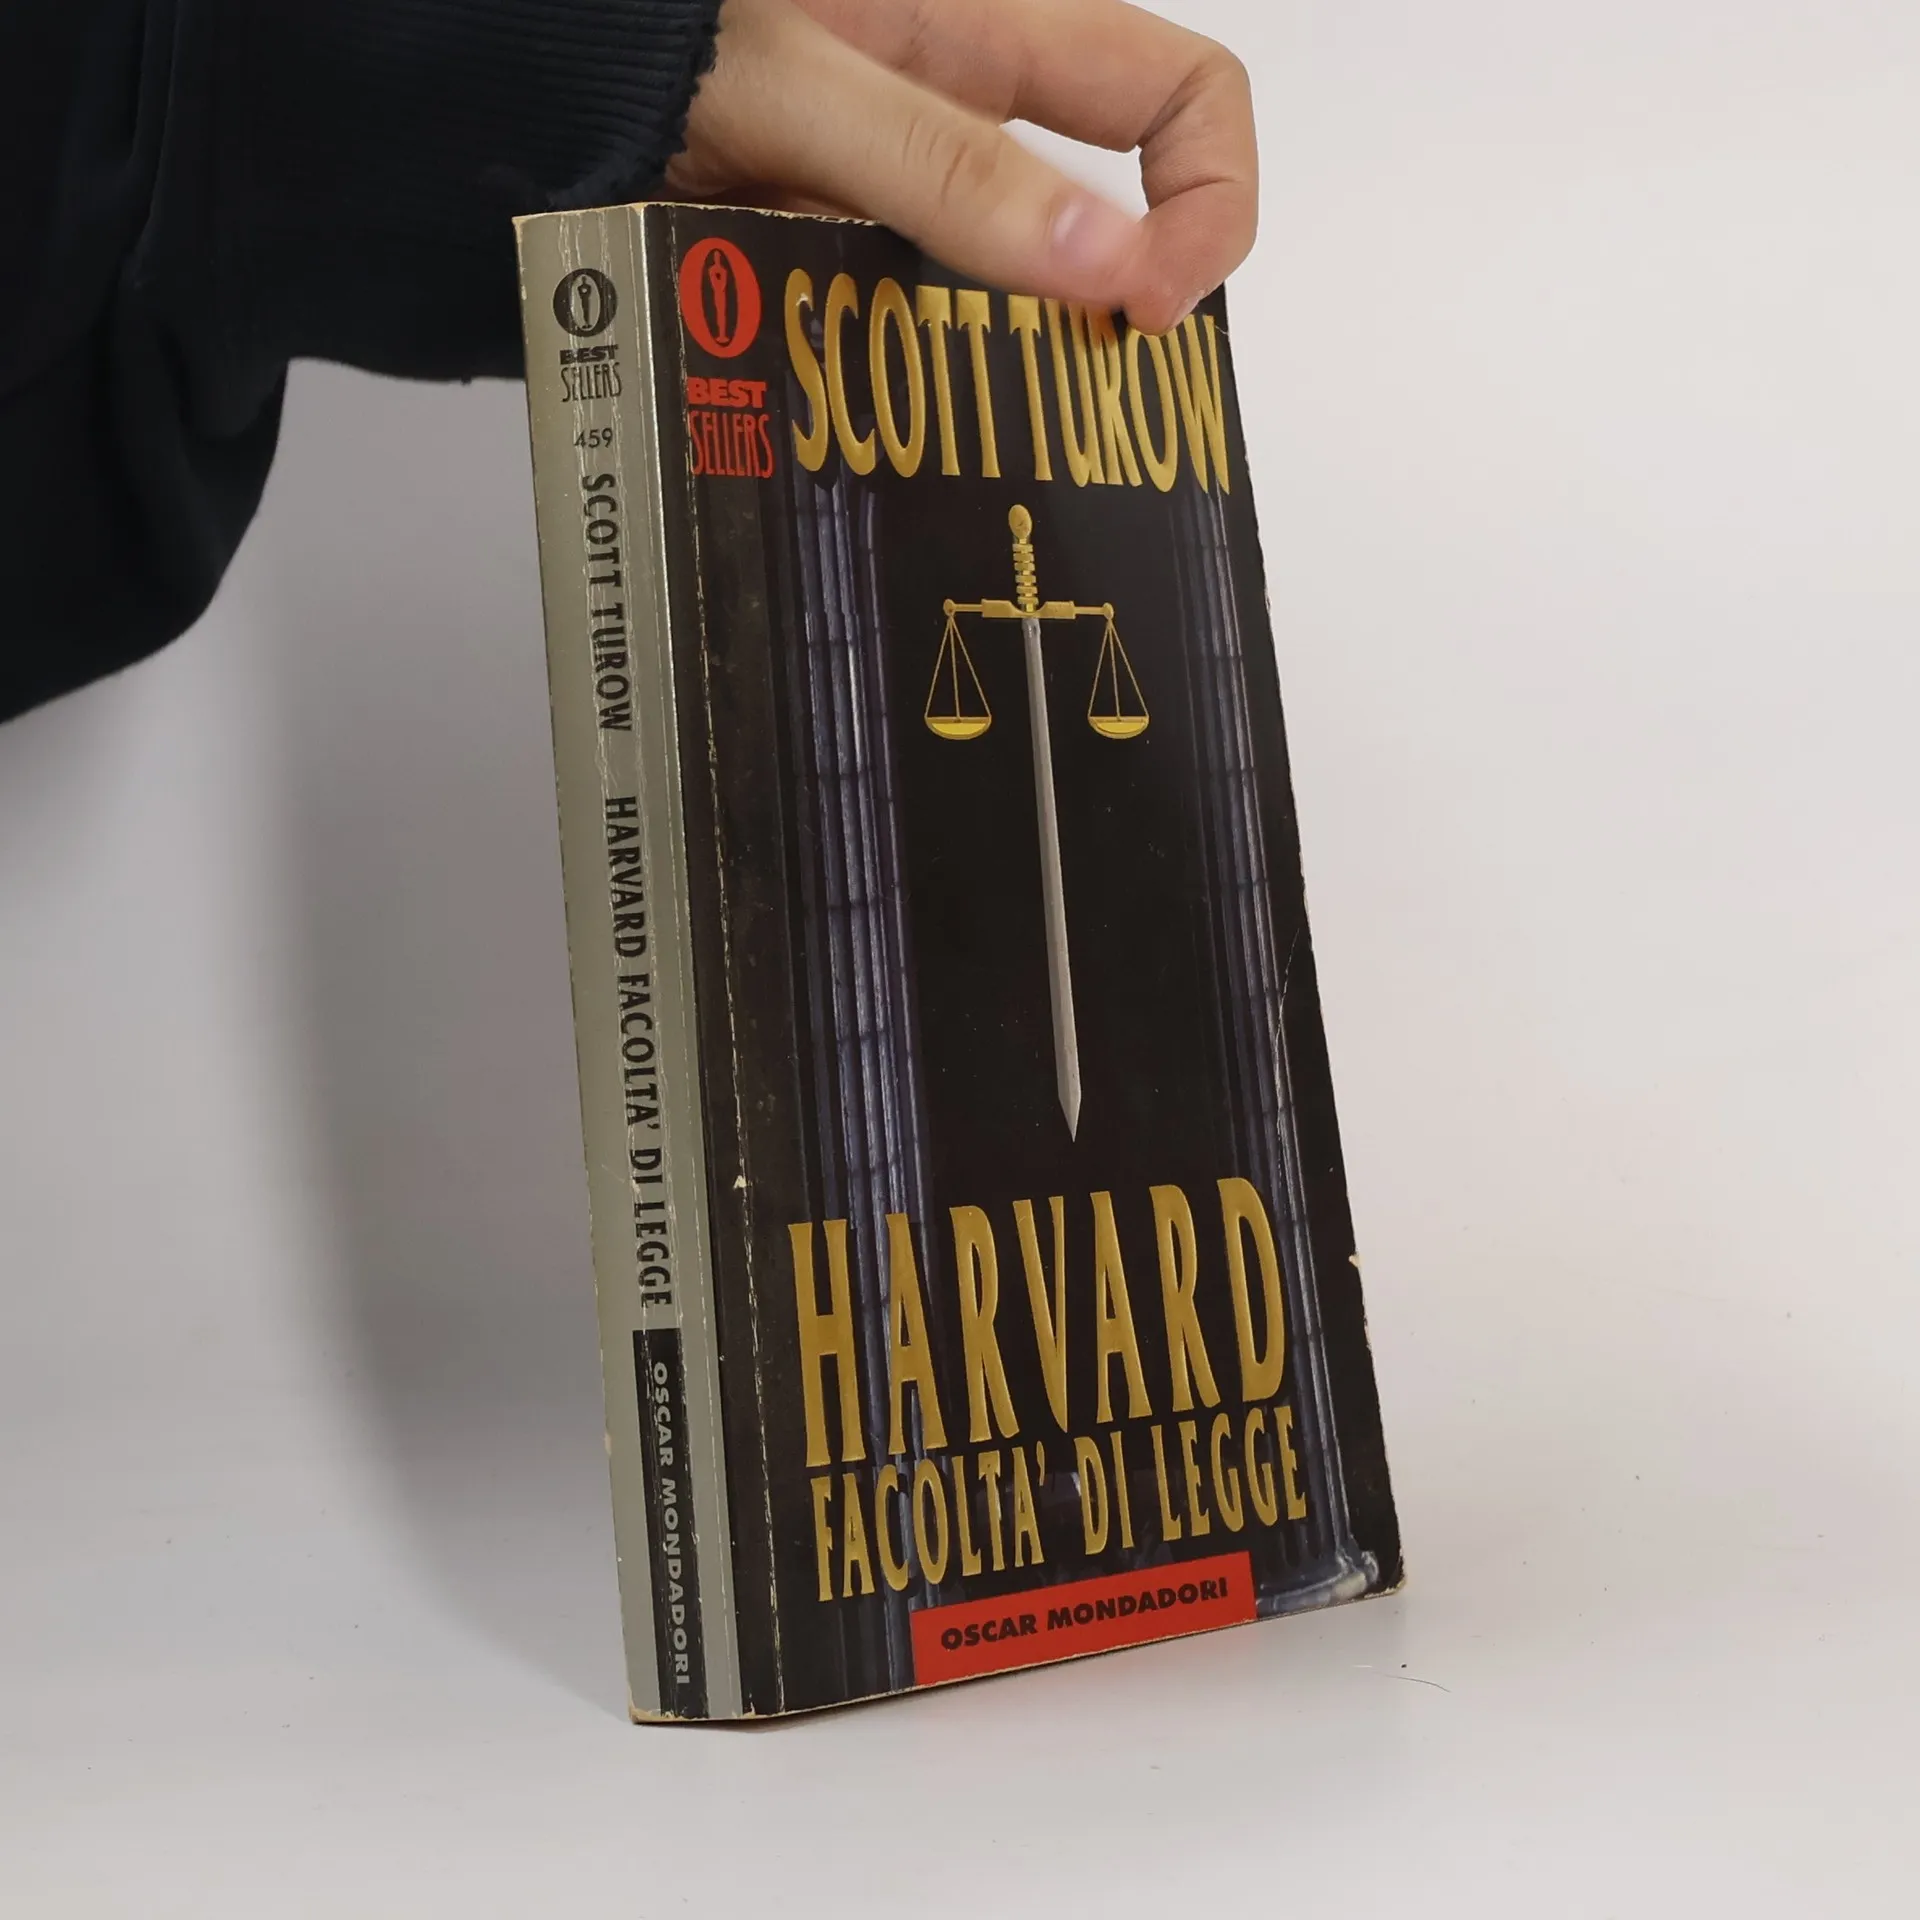 BEST
SELLERS
459
SCOTT TUROW
HARVARD FACOLTA' DI LEGGE
OSCAR MONDADORI
BEST
SELLERS
SCOTT TUROW
HARVARD
FACOLTA' DI LEGGE
OSCAR MONDADORI